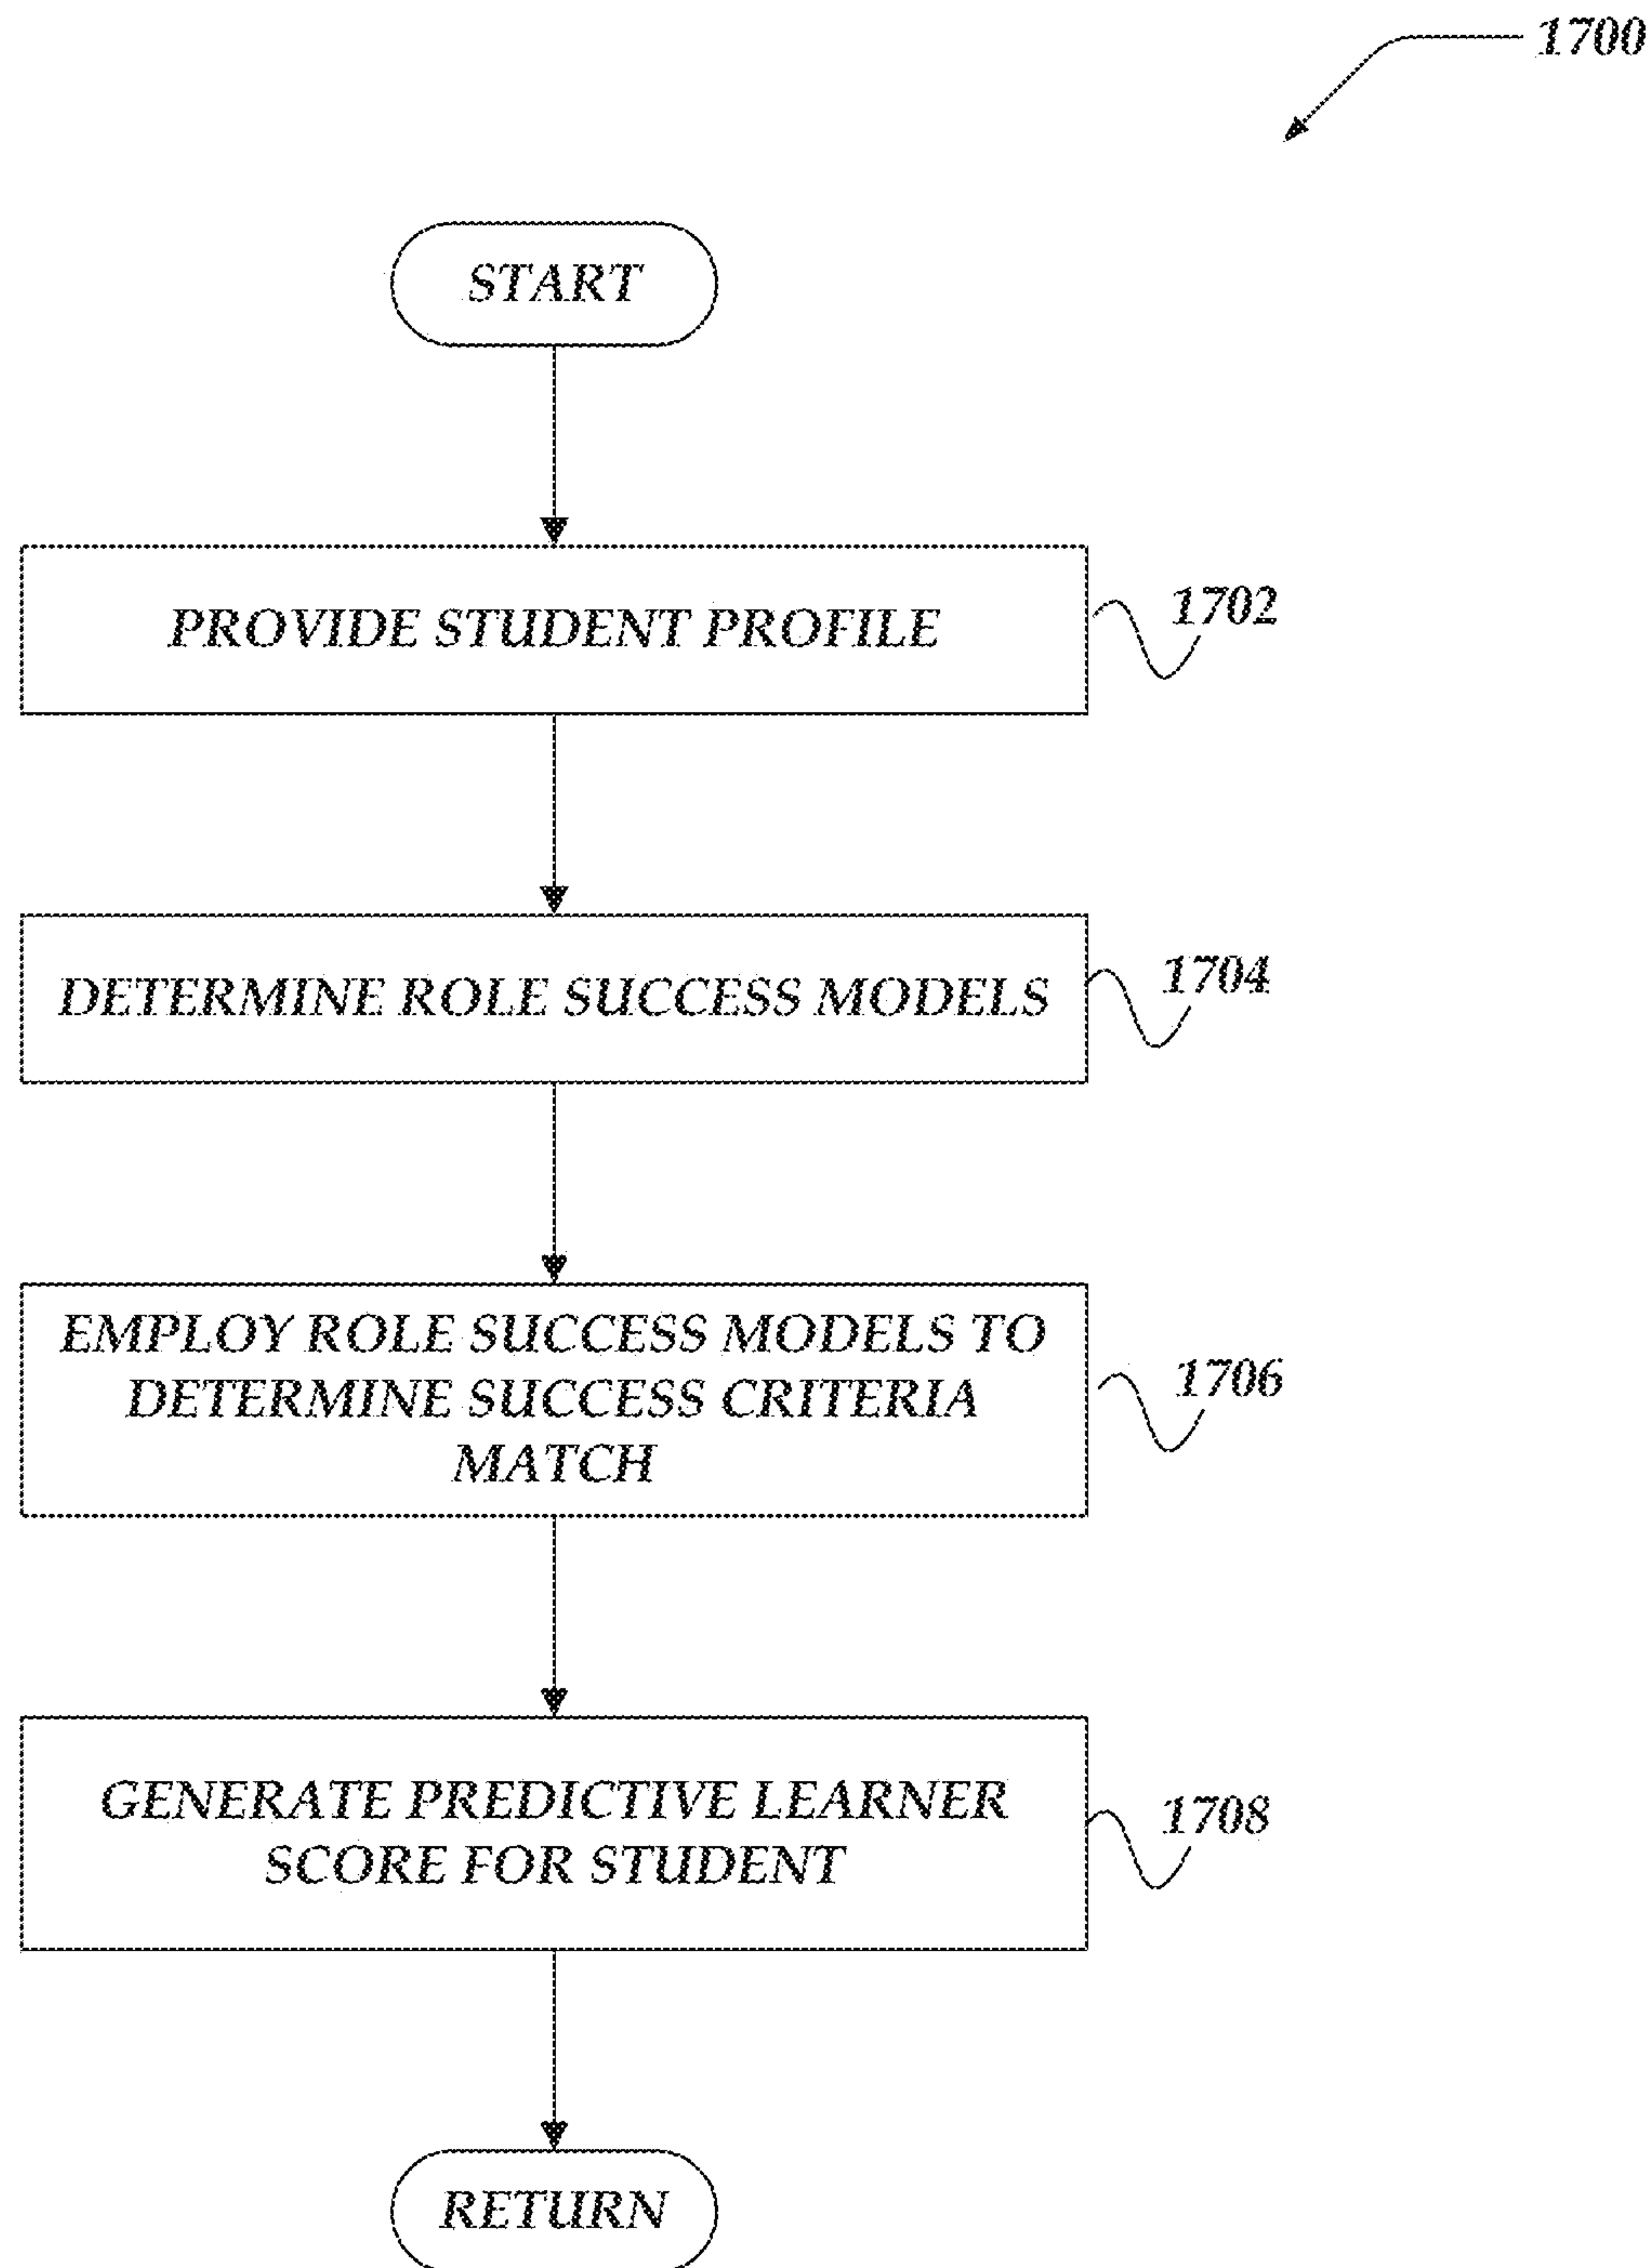 1700
START
PROVIDE STUDENT PROFILE
1702
DETERMINE ROLE SUCCESS MODELS
1704
EMPLOY ROLE SUCCESS MODELS TO
DETERMINE SUCCESS CRITERIA
MATCH
1706
GENERATE PREDICTIVE LEARNER
SCORE FOR STUDENT
1708
RETURN